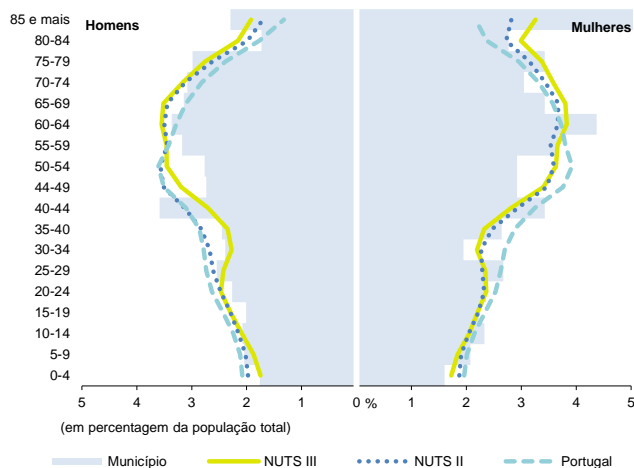 85 e mais
Homens
Mulheres
80-84
75-79
70-74
65-69
60-64
55-59
50-54
44-49
40-44
35-40
30-34
25-29
20-24
15-19
10-14
5-9
0-4
5 4 3 2 1 0 % 1 2 3 4 5
(em percentagem da população total)
Município NUTS III NUTS II Portugal